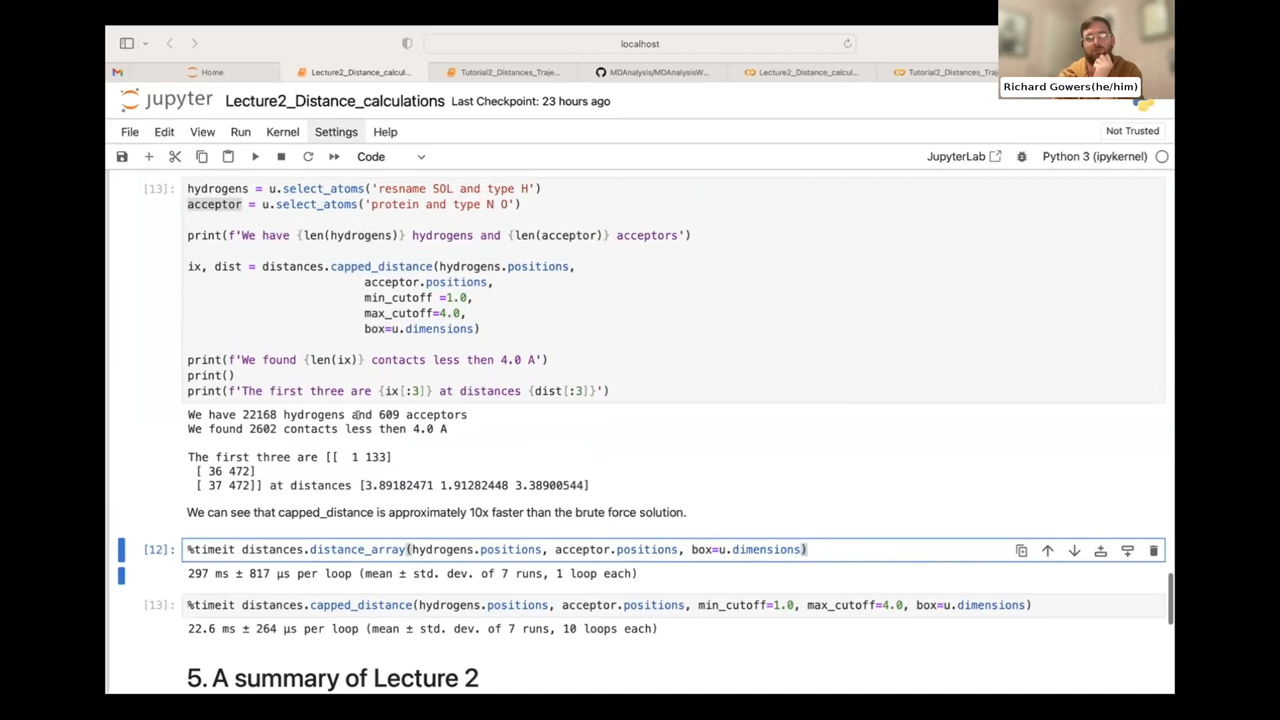 localhost
Home
Lecture2_Distance_calcul...
Tutorial2_Distances_Traje...
MDAnalysis/MDAnalysisW...
Lecture2_Distance_calcul...
Tutorial2_Distances_Traj
Richard Gowers(he/him)
jupyter Lecture2_Distance_calculations Last Checkpoint: 23 hours ago
File Edit View Run Kernel Settings Help Not Trusted
Code JupyterLab Python 3 (ipykernel)
[13]: hydrogens = u.select_atoms('resname SOL and type H')
acceptor = u.select_atoms('protein and type N O')
print(f'We have {len(hydrogens)} hydrogens and {len(acceptor)} acceptors')
ix, dist = distances.capped_distance(hydrogens.positions,
acceptor.positions,
min_cutoff =1.0,
max_cutoff=4.0,
box=u.dimensions)
print(f'We found {len(ix)} contacts less then 4.0 A')
print()
print(f'The first three are {ix[:3]} at distances {dist[:3]}')
We have 22168 hydrogens and 609 acceptors
We found 2602 contacts less then 4.0 A
The first three are [[ 1 133]
[ 36 472]
[ 37 472]] at distances [3.89182471 1.91282448 3.38900544]
We can see that capped_distance is approximately 10x faster than the brute force solution.
[12]: %timeit distances.distance_array(hydrogens.positions, acceptor.positions, box=u.dimensions)
297 ms ± 817 µs per loop (mean ± std. dev. of 7 runs, 1 loop each)
[13]: %timeit distances.capped_distance(hydrogens.positions, acceptor.positions, min_cutoff=1.0, max_cutoff=4.0, box=u.dimensions)
22.6 ms ± 264 µs per loop (mean ± std. dev. of 7 runs, 10 loops each)
5. A summary of Lecture 2